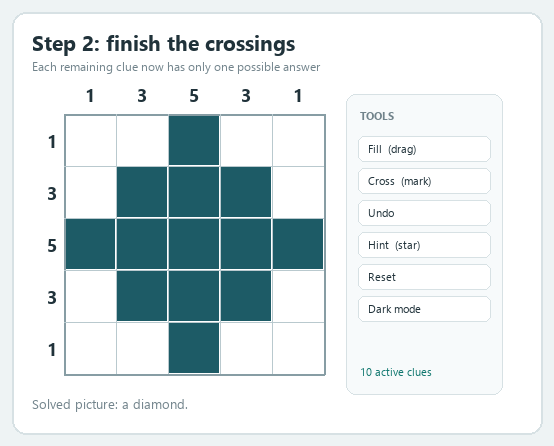 Step 2: finish the crossings
Each remaining clue now has only one possible answer
1 3 5 3 1
1
3
5
3
1
TOOLS
Fill (drag)
Cross (mark)
Undo
Hint (star)
Reset
Dark mode
10 active clues
Solved picture: a diamond.